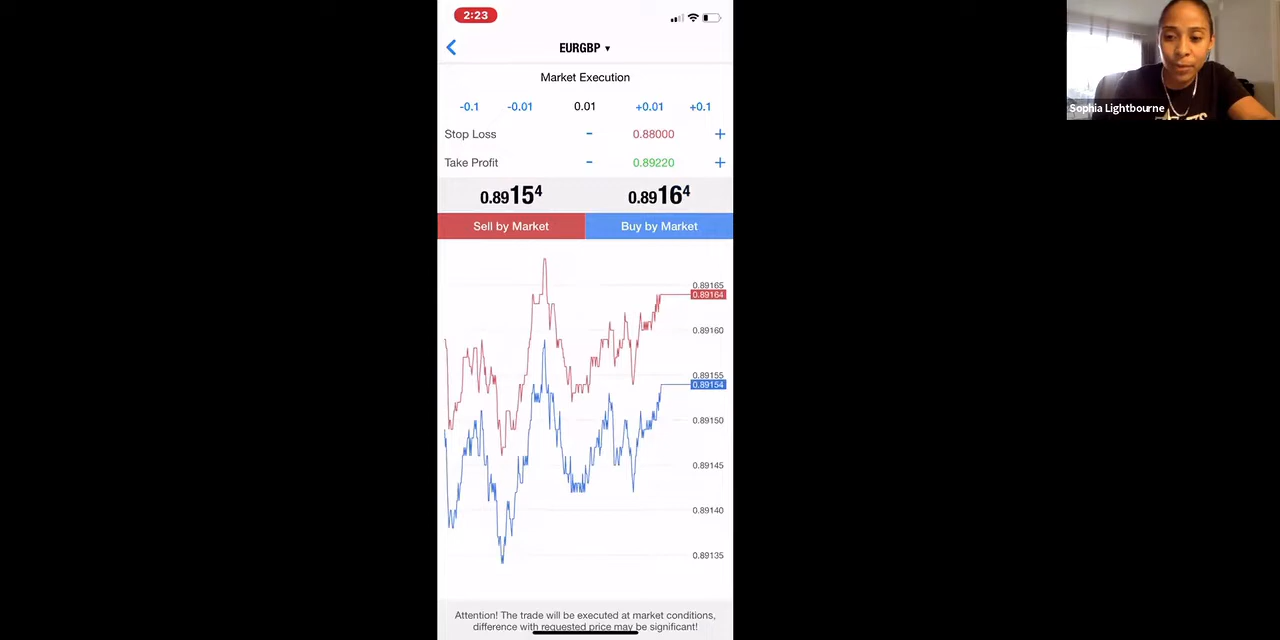 2:23
EURGBP ▼
Market Execution
-0.1 -0.01 0.01 +0.01 +0.1
Stop Loss - 0.88000 +
Take Profit - 0.89220 +
0.89154 0.89164
Sell by Market Buy by Market
0.89165
0.89164
0.89160
0.89155
0.89154
0.89150
0.89145
0.89140
0.89135
Attention! The trade will be executed at market conditions,
difference with requested price may be significant!
Sophia Lightbourne